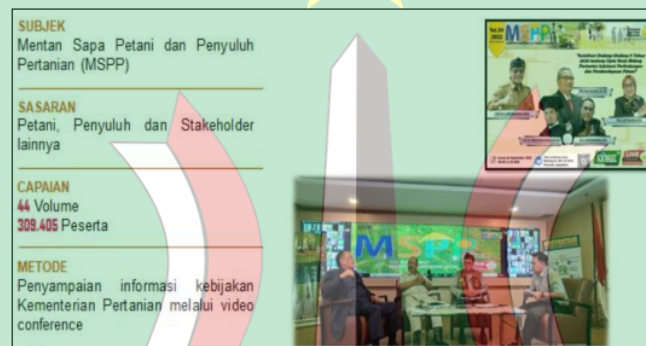 SUBJEK
Mentan Sapa Petani dan Penyuluh
Pertanian (MSPP)
SASARAN
Petani, Penyuluh dan Stakeholder
lainnya
CAPAIAN
44 Volume
309.405 Peserta
METODE
Penyampaian informasi kebijakan
Kementerian Pertanian melalui video
conference
MSPP
MSPP